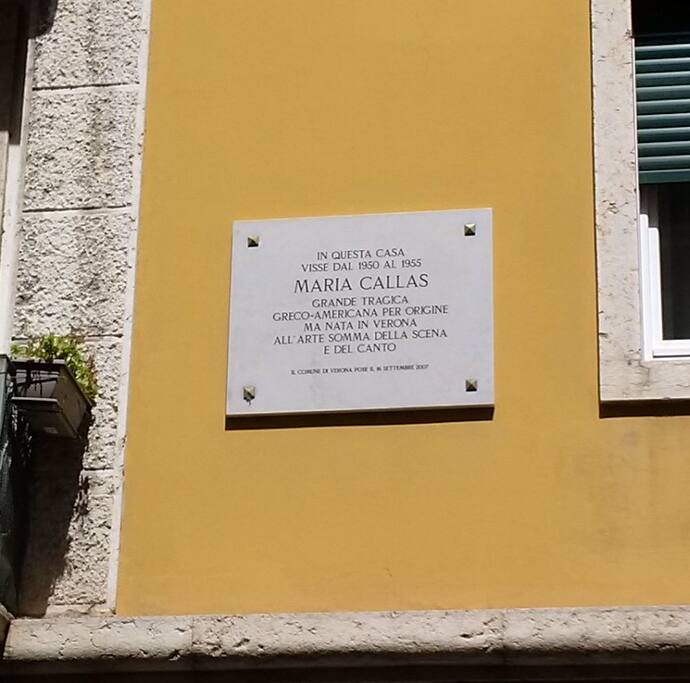 IN QUESTA CASA
VISSE DAL 1950 AL 1955
MARIA CALLAS
GRANDE TRAGICA
GRECO-AMERICANA PER ORIGINE
MA NATA IN VERONA
ALL'ARTE SOMMA DELLA SCENA
E DEL CANTO
IL COMUNE DI VERONA POSE IL 16 SETTEMBRE 2007